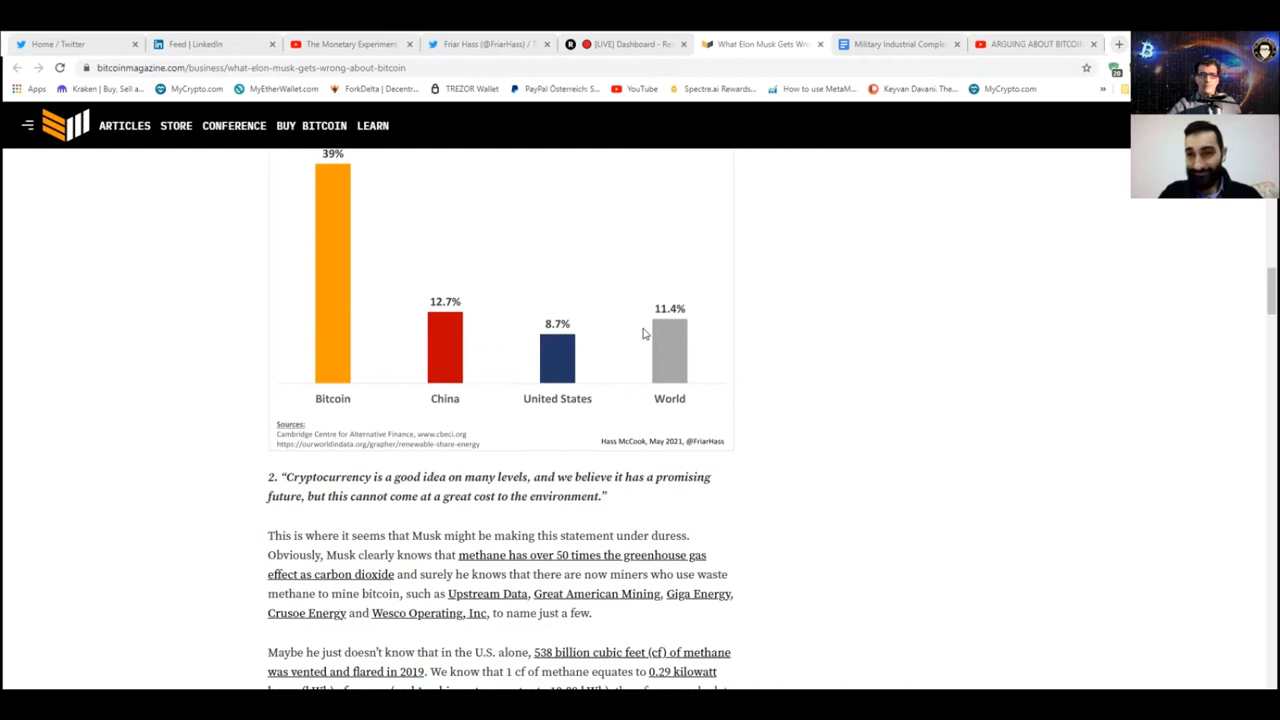 Home / Twitter
Feed | LinkedIn
The Monetary Experiment
Friar Hass (@FriarHass) / T
[LIVE] Dashboard - Re
What Elon Musk Gets Wro
Military Industrial Comple
ARGUING ABOUT BITCOIN
bitcoinmagazine.com/business/what-elon-musk-gets-wrong-about-bitcoin
20
Apps
Kraken | Buy, Sell a...
MyCrypto.com
MyEtherWallet.com
ForkDelta | Decentr...
TREZOR Wallet
PayPal Österreich: S...
YouTube
Spectre.ai Rewards...
How to use MetaM...
Keyvan Davani. The...
MyCrypto.com
ARTICLES STORE CONFERENCE BUY BITCOIN LEARN
39%
12.7%
8.7%
11.4%
Bitcoin
China
United States
World
Sources:
Cambridge Centre for Alternative Finance, www.cbeci.org
https://ourworldindata.org/grapher/renewable-share-energy
Hass McCook, May 2021, @FriarHass
2. “Cryptocurrency is a good idea on many levels, and we believe it has a promising
future, but this cannot come at a great cost to the environment.”
This is where it seems that Musk might be making this statement under duress.
Obviously, Musk clearly knows that methane has over 50 times the greenhouse gas
effect as carbon dioxide and surely he knows that there are now miners who use waste
methane to mine bitcoin, such as Upstream Data, Great American Mining, Giga Energy,
Crusoe Energy and Wesco Operating, Inc, to name just a few.
Maybe he just doesn’t know that in the U.S. alone, 538 billion cubic feet (cf) of methane
was vented and flared in 2019. We know that 1 cf of methane equates to 0.29 kilowatt